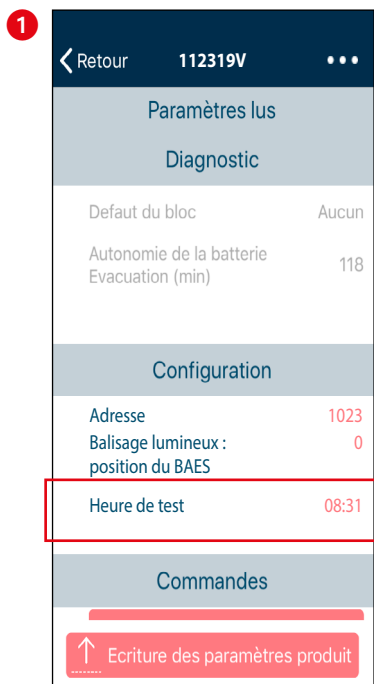 1
Retour 112319V •••
Paramètres lus
Diagnostic
Defaut du bloc Aucun
Autonomie de la batterie
Evacuation (min) 118
Configuration
Adresse 1023
Balisage lumineux : 0
position du BAES
Heure de test 08:31
Commandes
Ecriture des paramètres produit